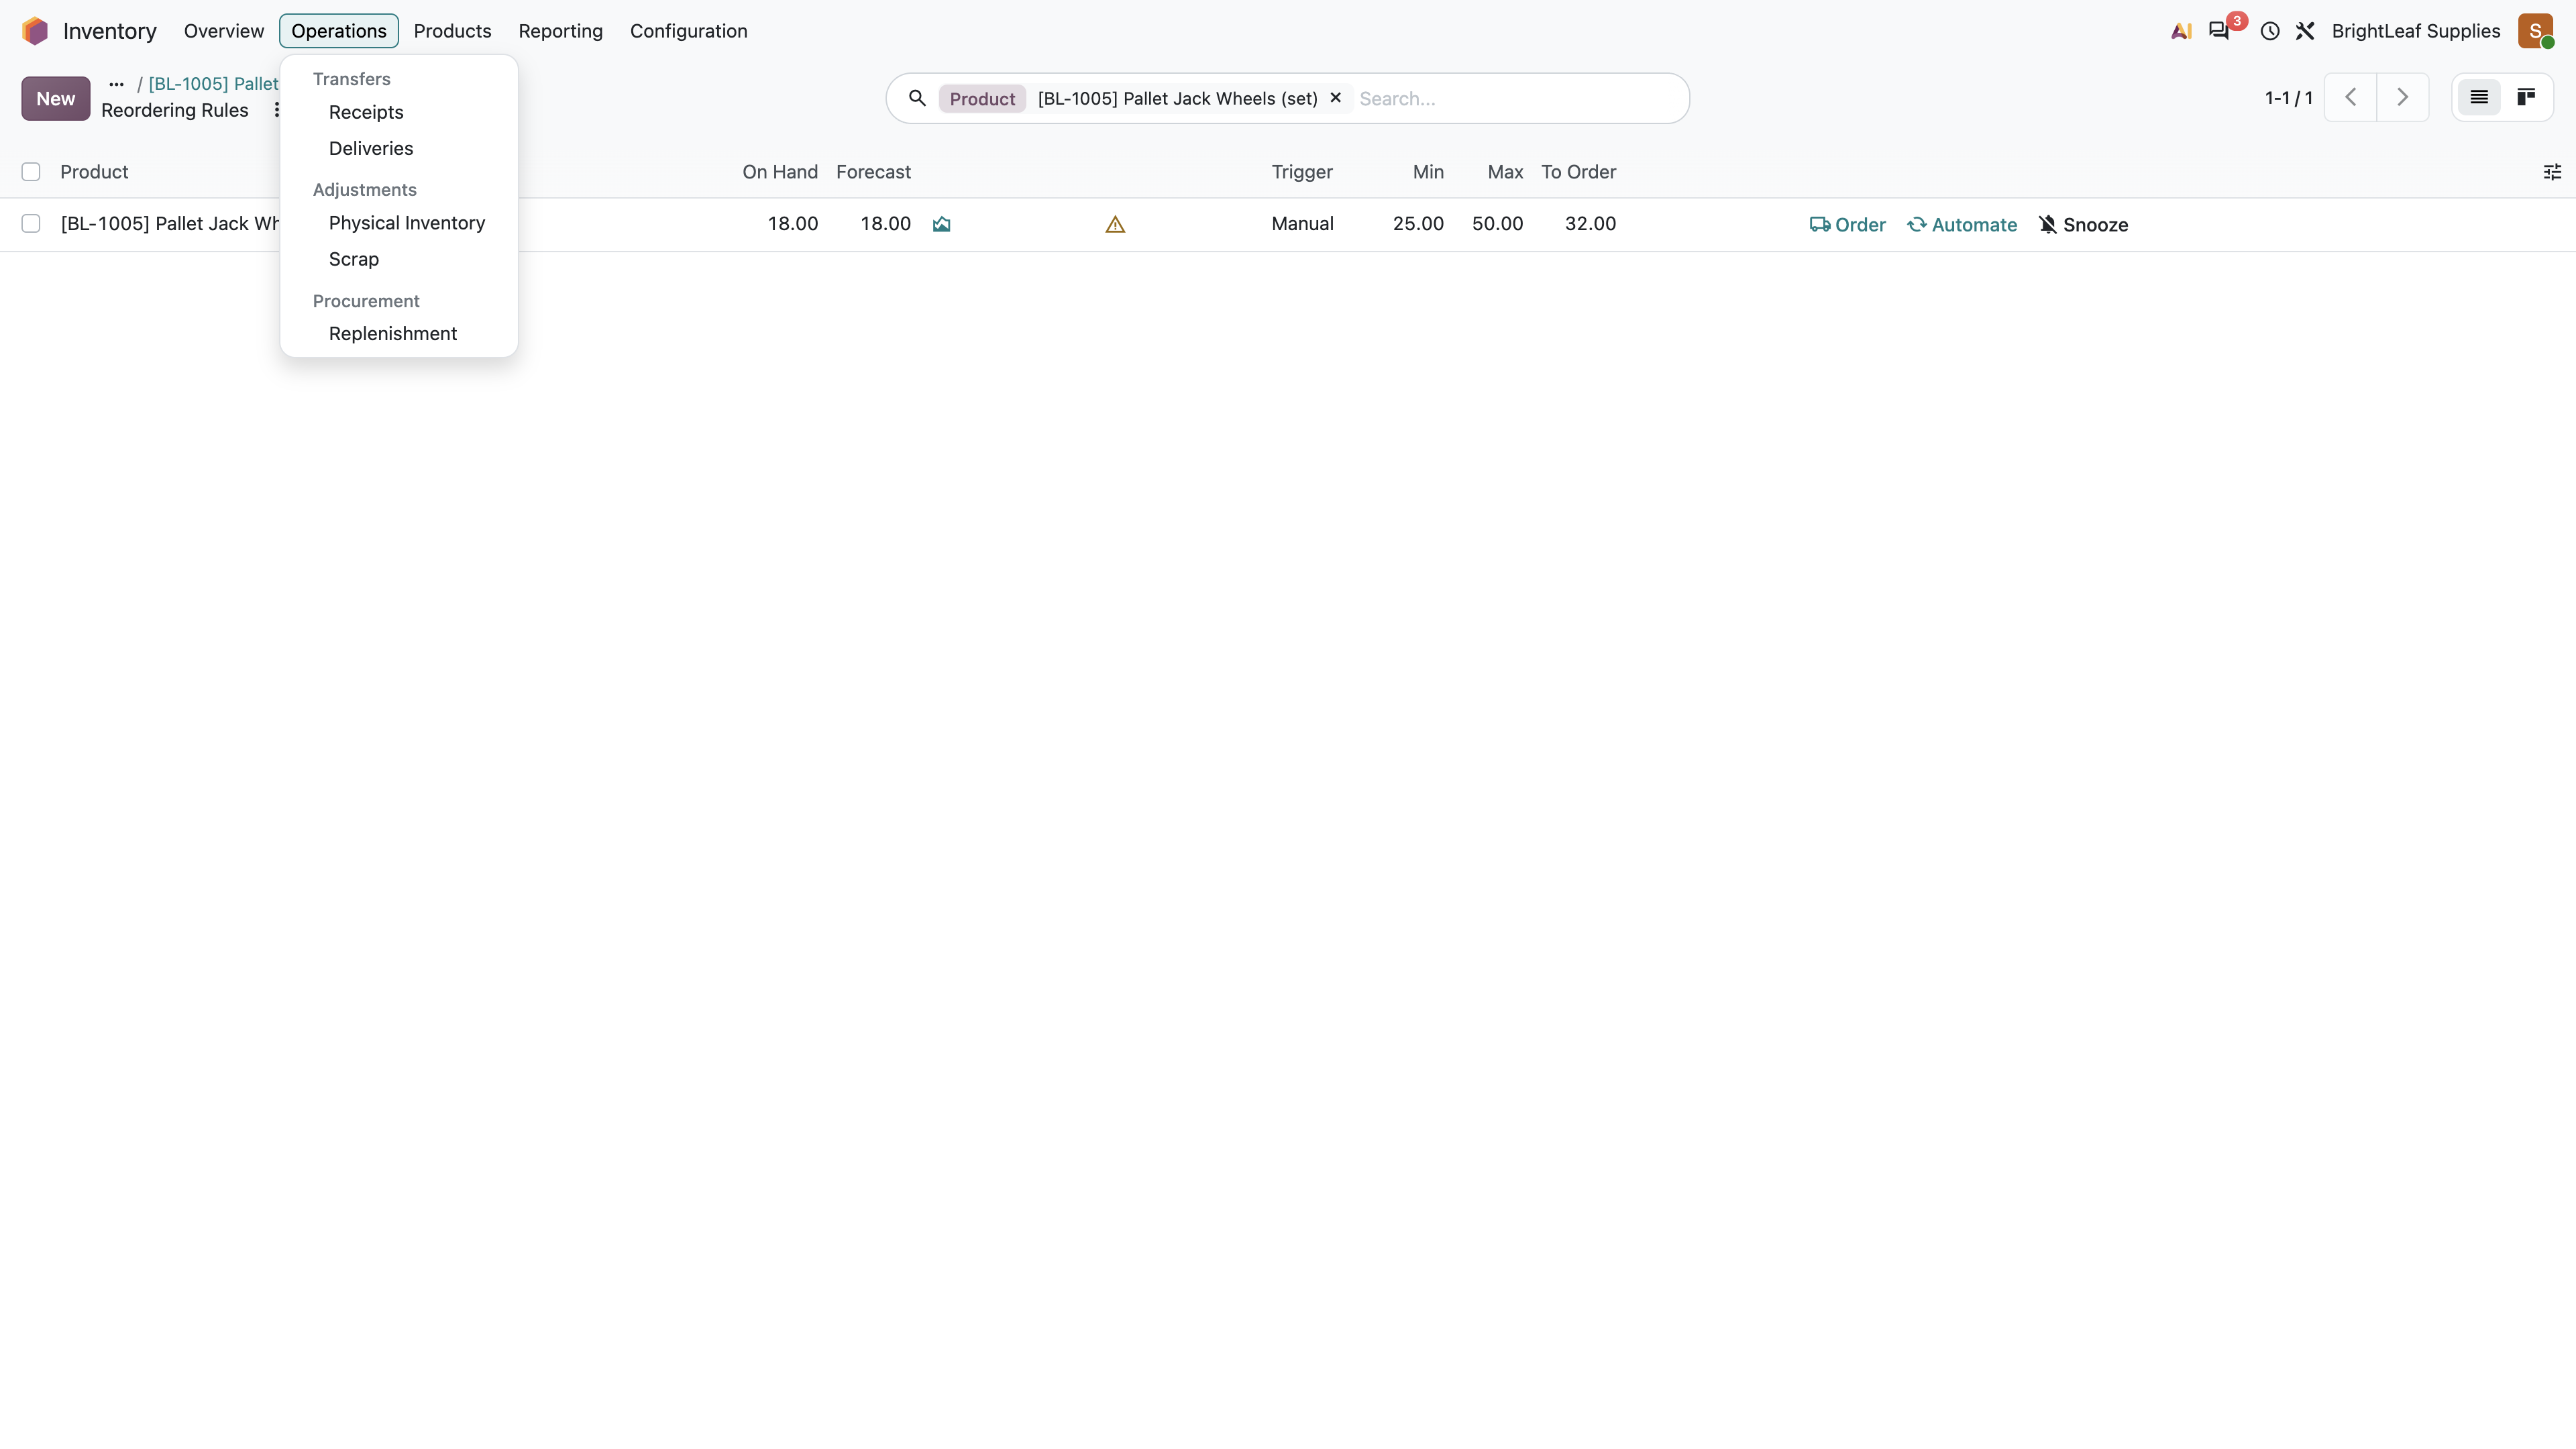 Inventory Overview Operations Products Reporting Configuration AI 3 BrightLeaf Supplies S
New ... / [BL-1005] Pallet
Reordering Rules
Product [BL-1005] Pallet Jack Wheels (set) Search... 1-1 / 1
Transfers
Receipts
Deliveries
Adjustments
Physical Inventory
Scrap
Procurement
Replenishment
Product On Hand Forecast Trigger Min Max To Order
[BL-1005] Pallet Jack Wh 18.00 18.00 Manual 25.00 50.00 32.00 Order Automate Snooze